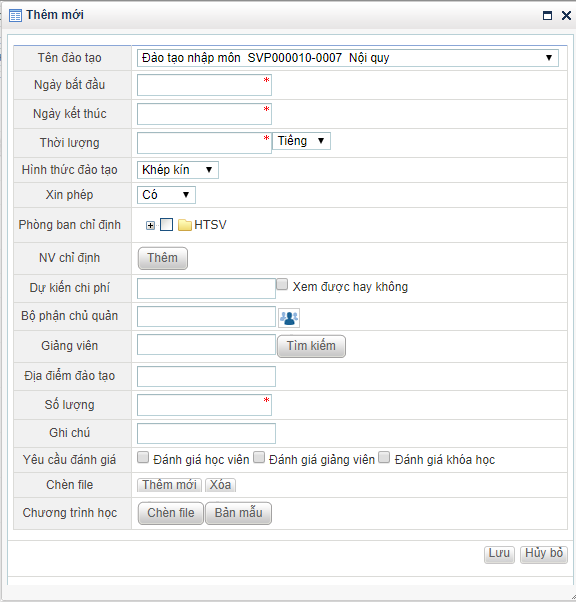 Thêm mới
Tên đào tạo Đào tạo nhập môn SVP000010-0007 Nội quy
Ngày bắt đầu *
Ngày kết thúc *
Thời lượng * Tiếng
Hình thức đào tạo Khép kín
Xin phép Có
Phòng ban chỉ định HTSV
NV chỉ định Thêm
Dự kiến chi phí Xem được hay không
Bộ phận chủ quản
Giảng viên Tìm kiếm
Địa điểm đào tạo
Số lượng *
Ghi chú
Yêu cầu đánh giá Đánh giá học viên Đánh giá giảng viên Đánh giá khóa học
Chèn file Thêm mới Xóa
Chương trình học Chèn file Bản mẫu
Lưu Hủy bỏ